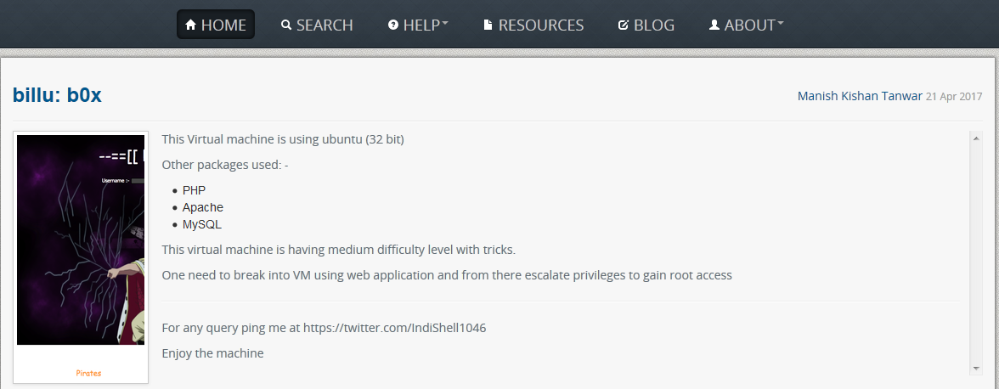 HOME SEARCH HELP RESOURCES BLOG ABOUT
billu: b0x
Manish Kishan Tanwar 21 Apr 2017
--==[[
Username :-
Pirates
This Virtual machine is using ubuntu (32 bit)
Other packages used: -
• PHP
• Apache
• MySQL
This virtual machine is having medium difficulty level with tricks.
One need to break into VM using web application and from there escalate privileges to gain root access
For any query ping me at https://twitter.com/IndiShell1046
Enjoy the machine